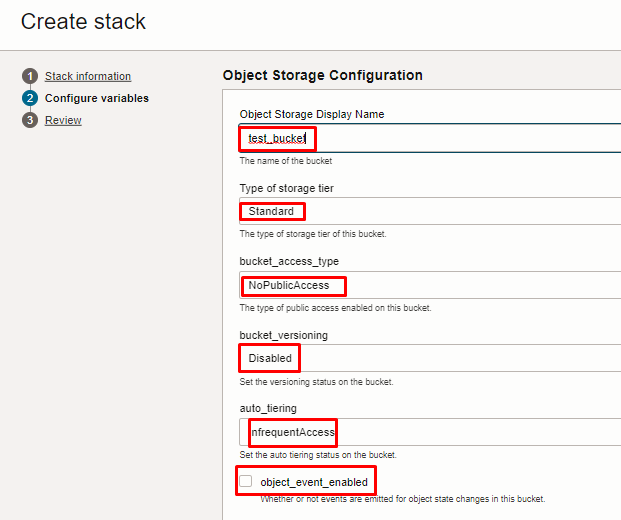 Create stack
1 Stack information
2 Configure variables
3 Review
Object Storage Configuration
Object Storage Display Name
test_bucket
The name of the bucket
Type of storage tier
Standard
The type of storage tier of this bucket.
bucket_access_type
NoPublicAccess
The type of public access enabled on this bucket.
bucket_versioning
Disabled
Set the versioning status on the bucket.
auto_tiering
nfrequentAccess
Set the auto tiering status on the bucket.
object_event_enabled
Whether or not events are emitted for object state changes in this bucket.